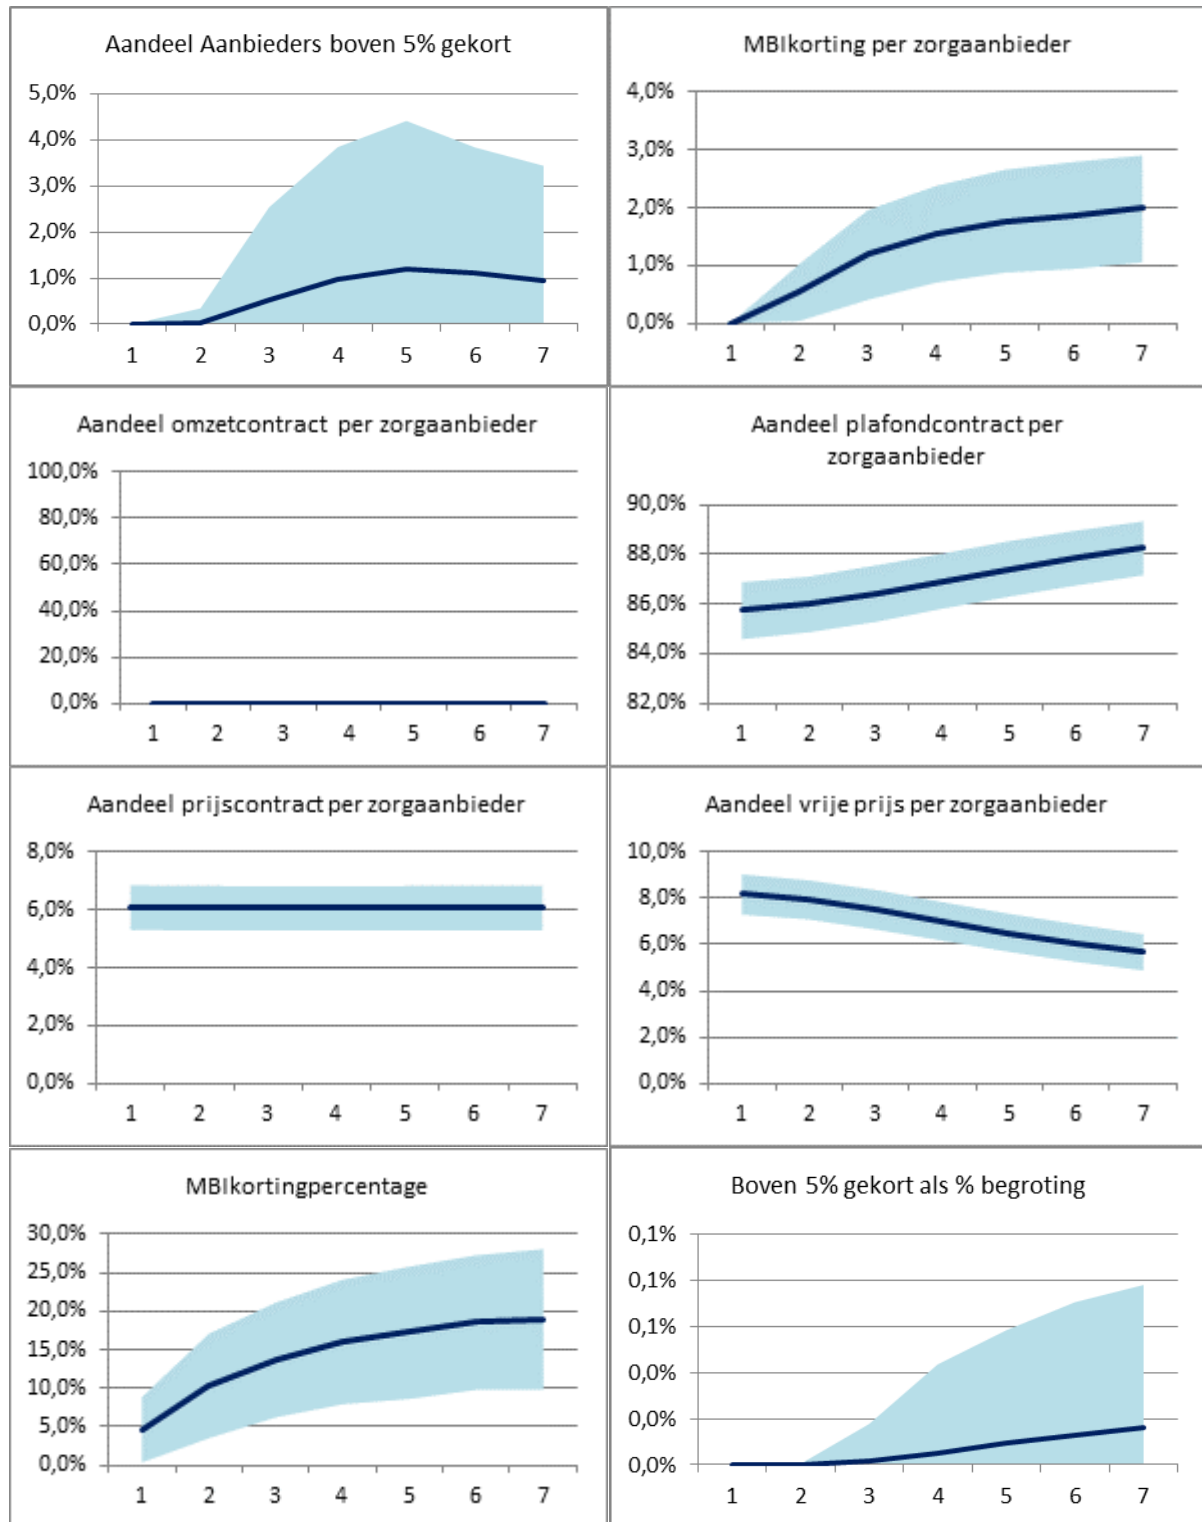 Aandeel Aanbieders boven 5% gekort
5,0%
4,0%
3,0%
2,0%
1,0%
0,0%
1 2 3 4 5 6 7
MBIkorting per zorgaanbieder
4,0%
3,0%
2,0%
1,0%
0,0%
1 2 3 4 5 6 7
Aandeel omzetcontract per zorgaanbieder
100,0%
80,0%
60,0%
40,0%
20,0%
0,0%
1 2 3 4 5 6 7
Aandeel plafondcontract per
zorgaanbieder
90,0%
88,0%
86,0%
84,0%
82,0%
1 2 3 4 5 6 7
Aandeel prijscontract per zorgaanbieder
8,0%
6,0%
4,0%
2,0%
0,0%
1 2 3 4 5 6 7
Aandeel vrije prijs per zorgaanbieder
10,0%
8,0%
6,0%
4,0%
2,0%
0,0%
1 2 3 4 5 6 7
MBIkortingpercentage
30,0%
25,0%
20,0%
15,0%
10,0%
5,0%
0,0%
1 2 3 4 5 6 7
Boven 5% gekort als % begroting
0,1%
0,1%
0,1%
0,0%
0,0%
0,0%
1 2 3 4 5 6 7